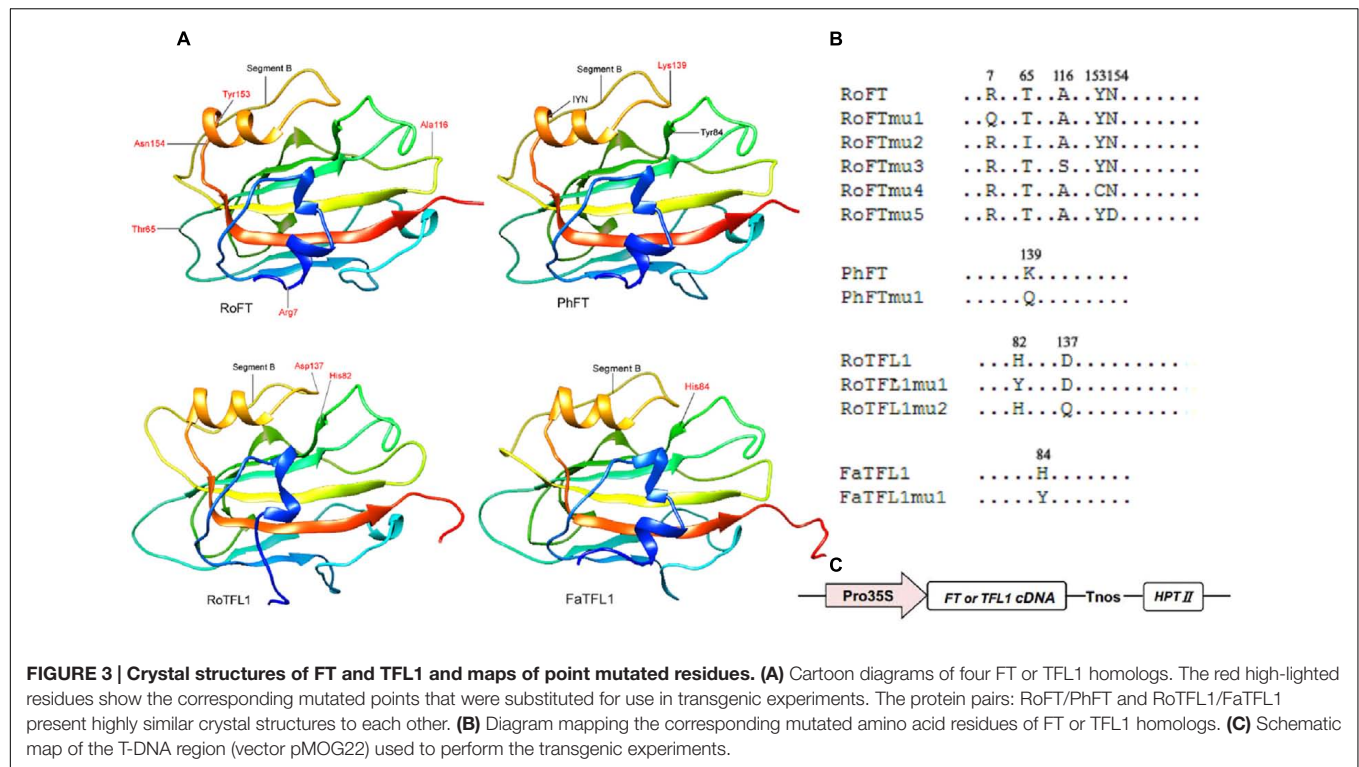 A
Segment B
Tyr153
Asn154
Ala116
Thr65
Arg7
RoFT
Segment B
Lys139
IYN
Tyr84
PhFT
Segment B
Asp137
His82
RoTFL1
Segment B
His84
FaTFL1
B
7 65 116 153154
RoFT ..R..T..A..YN.......
RoFTmu1 ..Q..T..A..YN.......
RoFTmu2 ..R..I..A..YN.......
RoFTmu3 ..R..T..S..YN.......
RoFTmu4 ..R..T..A..CN.......
RoFTmu5 ..R..T..A..YD.......
139
PhFT .....K........
PhFTmu1 .....Q........
82 137
RoTFL1 ...H...D.........
RoTFL1mu1 ...Y...D.........
RoTFL1mu2 ...H...Q.........
84
FaTFL1 .....H.......
FaTFL1mu1 .....Y.......
C
Pro35S FT or TFL1 cDNA Tnos HPT II
FIGURE 3 | Crystal structures of FT and TFL1 and maps of point mutated residues. (A) Cartoon diagrams of four FT or TFL1 homologs. The red high-lighted
residues show the corresponding mutated points that were substituted for use in transgenic experiments. The protein pairs: RoFT/PhFT and RoTFL1/FaTFL1
present highly similar crystal structures to each other. (B) Diagram mapping the corresponding mutated amino acid residues of FT or TFL1 homologs. (C) Schematic
map of the T-DNA region (vector pMOG22) used to perform the transgenic experiments.